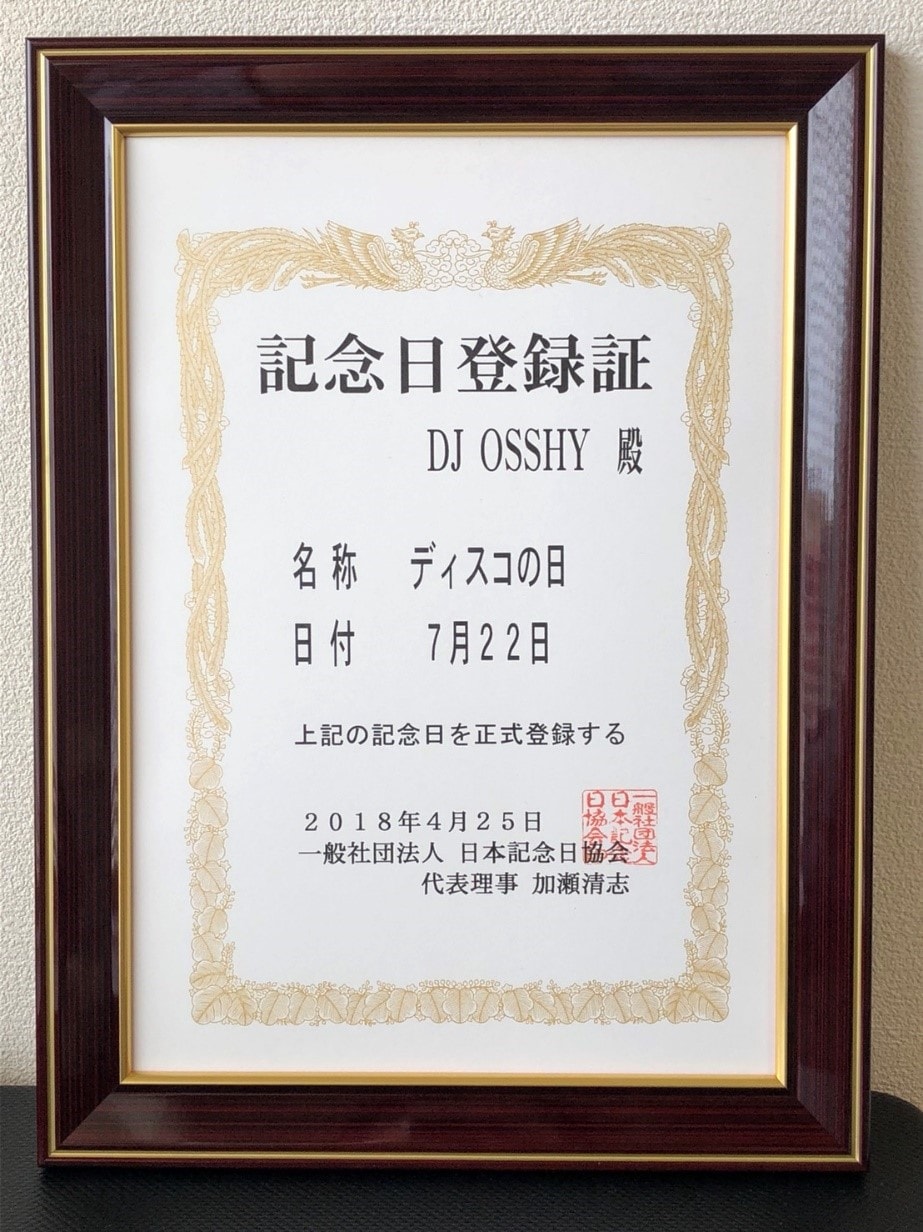 記念日登録証
DJ OSSHY 殿
名称 ディスコの日
日付 7月22日
上記の記念日を正式登録する
2018年4月25日
一般社団法人 日本記念日協会
代表理事 加瀬清志
一般社団法人
日本記念
日協会